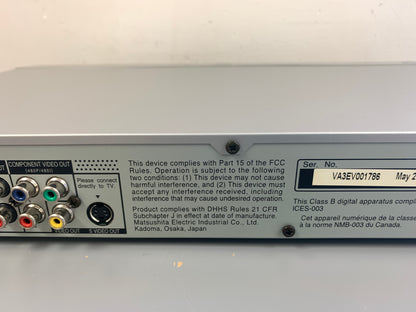 COMPONENT VIDEO OUT
(480P/480I)
Please connect
directly to TV.
S VIDEO OUT
This device complies with Part 15 of the FCC
Rules. Operation is subject to the following
two conditions: (1) This device may not cause
harmful interference, and (2) This device must
accept any interference received, including
interference that may cause undesired operation.
Product complies with DHHS Rules 21 CFR
Subchapter J in effect at date of manufacture.
Matsushita Electric Industrial Co., Ltd.
Kadoma, Osaka, Japan
Ser. No.
VA3EV001786 May 2
This Class B digital apparatus compl
ICES-003
Cet appareil numérique de la classe
à la norme NMB-003 du Canada.